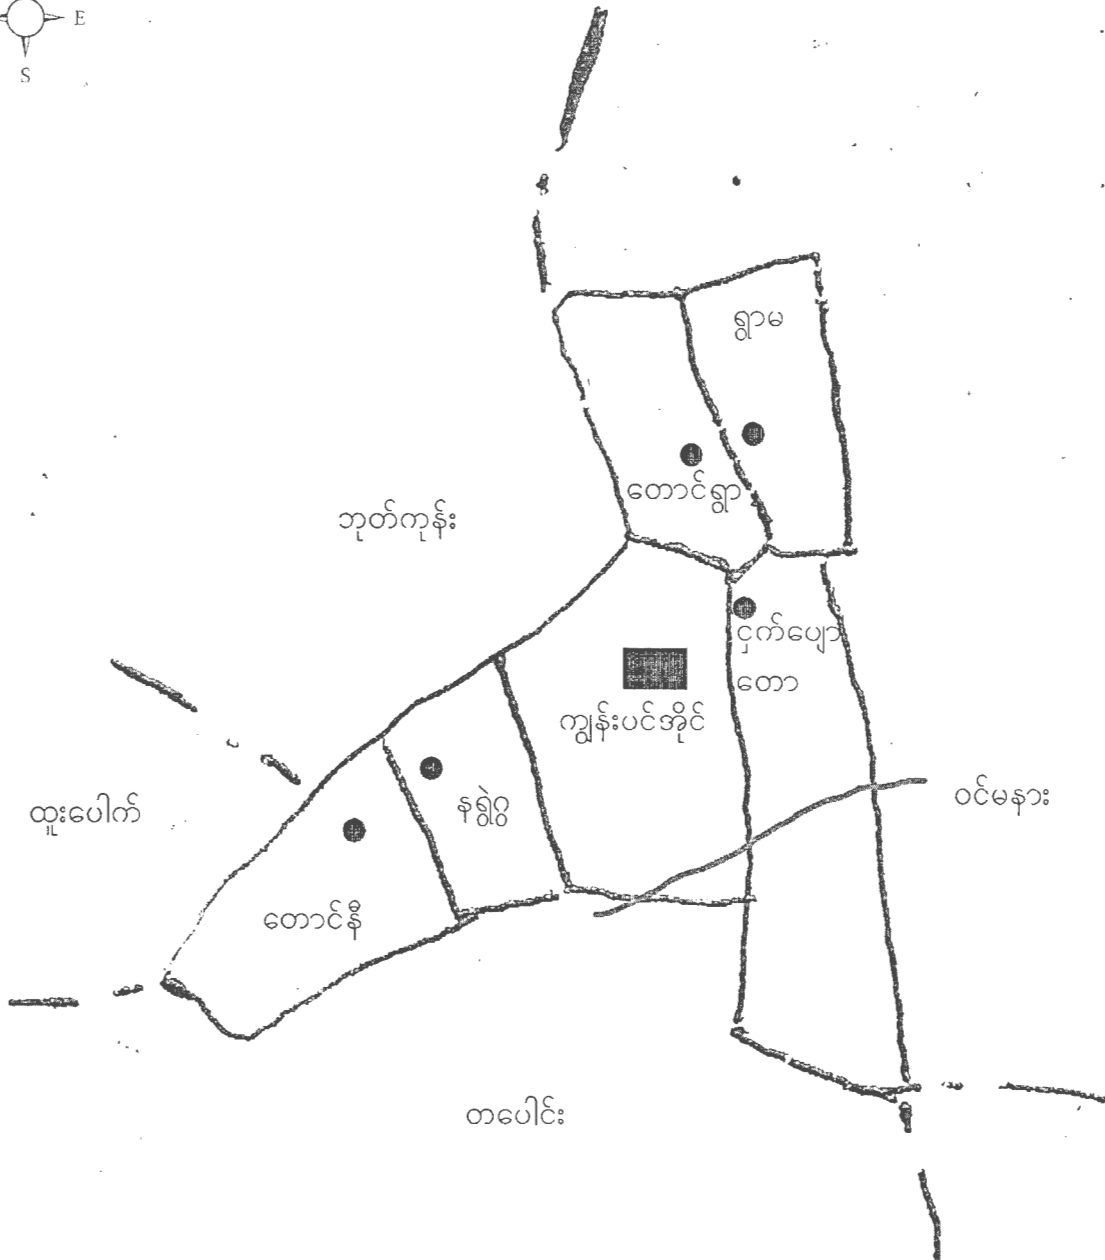 E
S
ရွာမ
တောင်ရွာ
ဘုတ်ကုန်း
ငှက်ပျော
တော
ကျွန်းပင်အိုင်
ဝင်မနား
နရွဲဂွ
ထူးပေါက်
တောင်နီ
တပေါင်း